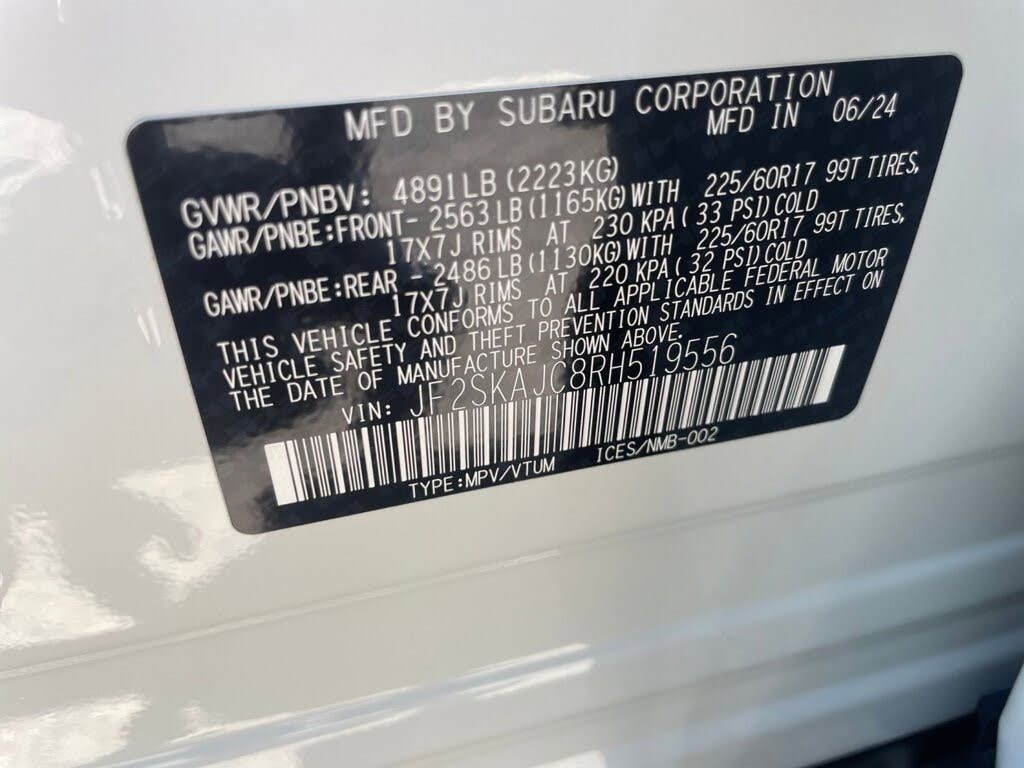 MFD BY SUBARU CORPORATION
MFD IN 06/24
GVWR/PNBV: 4891LB (2223KG)
GAWR/PNBE:FRONT- 2563LB(1165KG)WITH 225/60R17 99T TIRES,
17X7J RIMS AT 230 KPA( 33 PSI)COLD
GAWR/PNBE:REAR - 2486LB(1130KG)WITH 225/60R17 99T TIRES,
17X7J RIMS AT 220 KPA( 32 PSI)COLD
THIS VEHICLE CONFORMS TO ALL APPLICABLE FEDERAL MOTOR
VEHICLE SAFETY AND THEFT PREVENTION STANDARDS IN EFFECT ON
THE DATE OF MANUFACTURE SHOWN ABOVE.
VIN: JF2SKAJC8RH519556
TYPE:MPV/VTUM ICES/NMB-002